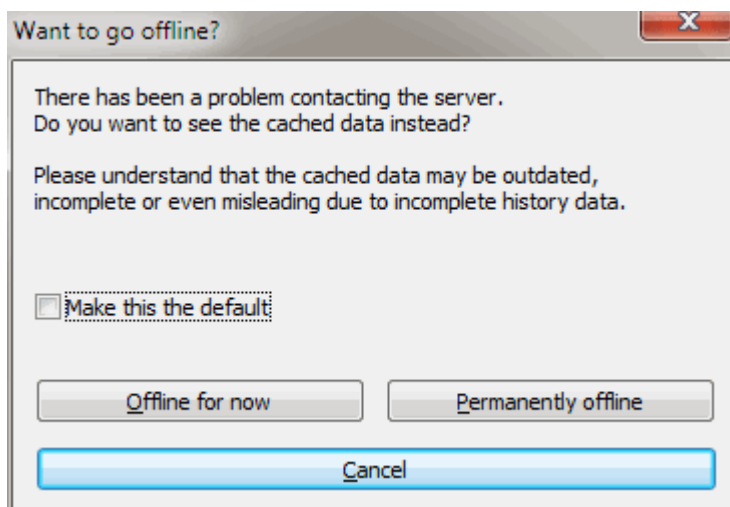 Want to go offline?
There has been a problem contacting the server.
Do you want to see the cached data instead?
Please understand that the cached data may be outdated,
incomplete or even misleading due to incomplete history data.
Make this the default
Offline for now
Permanently offline
Cancel